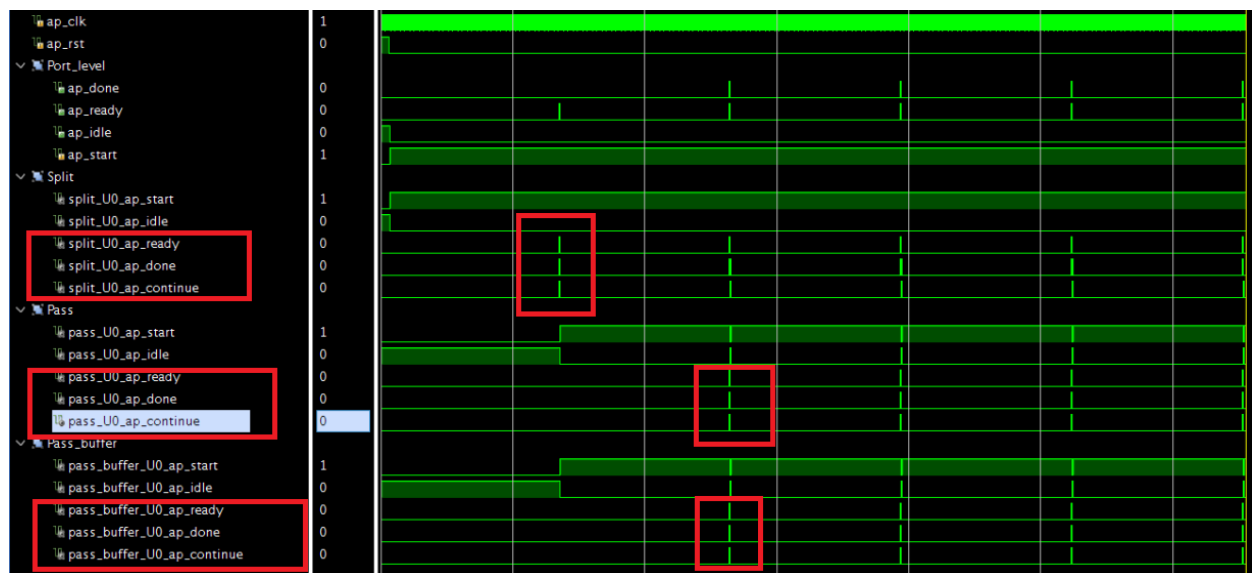 ap_clk 1
ap_rst 0
Port_level
ap_done 0
ap_ready 0
ap_idle 0
ap_start 1
Split
split_U0_ap_start 1
split_U0_ap_idle 0
split_U0_ap_ready 0
split_U0_ap_done 0
split_U0_ap_continue 0
Pass
pass_U0_ap_start 1
pass_U0_ap_idle 0
pass_U0_ap_ready 0
pass_U0_ap_done 0
pass_U0_ap_continue 0
Pass_buffer
pass_buffer_U0_ap_start 1
pass_buffer_U0_ap_idle 0
pass_buffer_U0_ap_ready 0
pass_buffer_U0_ap_done 0
pass_buffer_U0_ap_continue 0